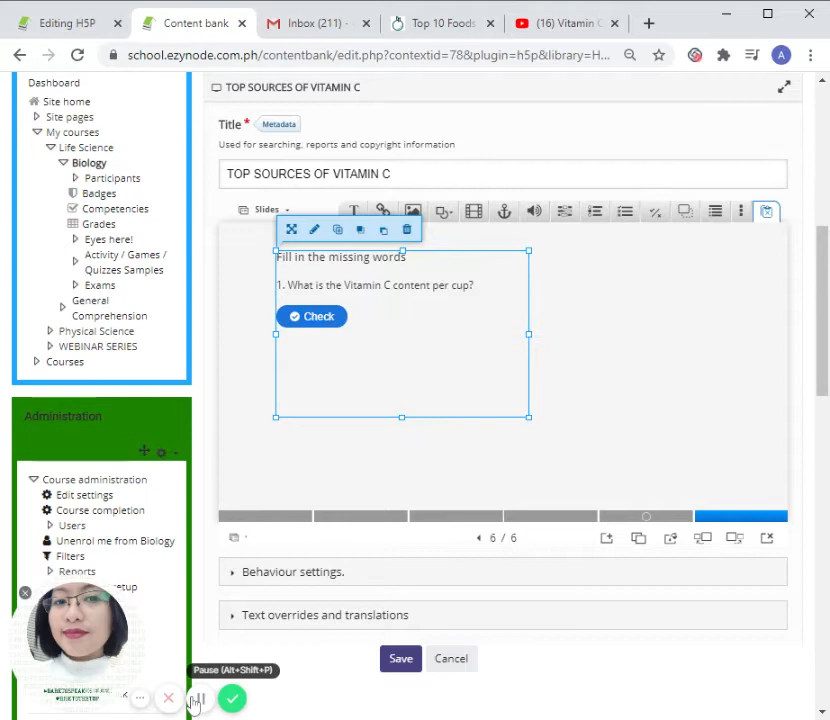 Editing H5P
Content bank
Inbox (211) -
Top 10 Foods
(16) Vitamin C
school.ezynode.com.ph/contentbank/edit.php?contextid=78&plugin=h5p&library=H...
A
Dashboard
Site home
Site pages
My courses
Life Science
Biology
Participants
Badges
Competencies
Grades
Eyes here!
Activity / Games /
Quizzes Samples
Exams
General
Comprehension
Physical Science
WEBINAR SERIES
Courses
Administration
Course administration
Edit settings
Course completion
Users
Unenrol me from Biology
Filters
Reports
etup
TOP SOURCES OF VITAMIN C
Title * Metadata
Used for searching, reports and copyright information
TOP SOURCES OF VITAMIN C
Slides
T
Fill in the missing words
1. What is the Vitamin C content per cup?
Check
6 / 6
Behaviour settings.
Text overrides and translations
Save Cancel
Pause (Alt+Shift+P)